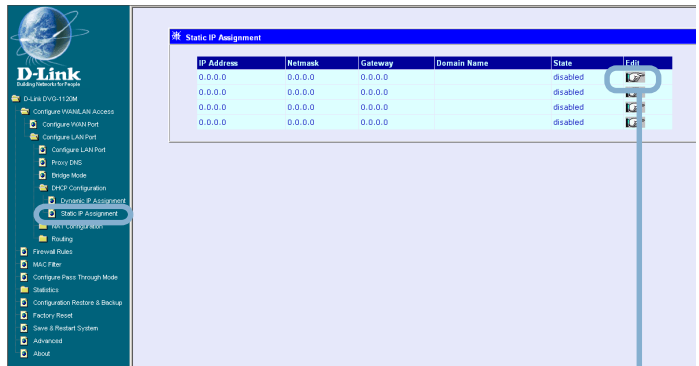 D-Link
Building Networks for People
D-Link DVG-1120M
Configure WAN/LAN Access
Configure WAN Port
Configure LAN Port
Configure LAN Port
Proxy DNS
Bridge Mode
DHCP Configuration
Dynamic IP Assignment
Static IP Assignment
NAT Configuration
Routing
Firewall Rules
MAC Filter
Configure Pass Through Mode
Statistics
Configuration Restore & Backup
Factory Reset
Save & Restart System
Advanced
About
Static IP Assignment
IP Address Netmask Gateway Domain Name State Edit
0.0.0.0 0.0.0.0 0.0.0.0 disabled
0.0.0.0 0.0.0.0 0.0.0.0 disabled
0.0.0.0 0.0.0.0 0.0.0.0 disabled
0.0.0.0 0.0.0.0 0.0.0.0 disabled